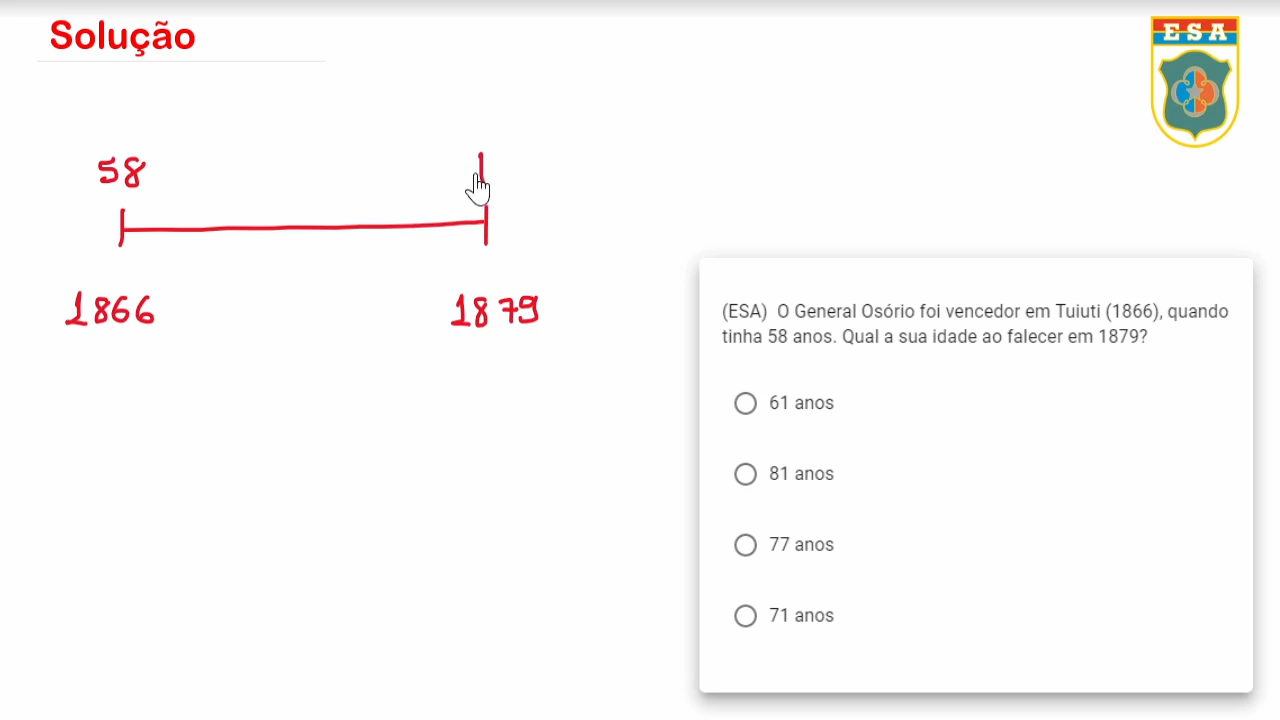 Solução
ESA
58
1866
1879
(ESA) O General Osório foi vencedor em Tuiuti (1866), quando
tinha 58 anos. Qual a sua idade ao falecer em 1879?
61 anos
81 anos
77 anos
71 anos